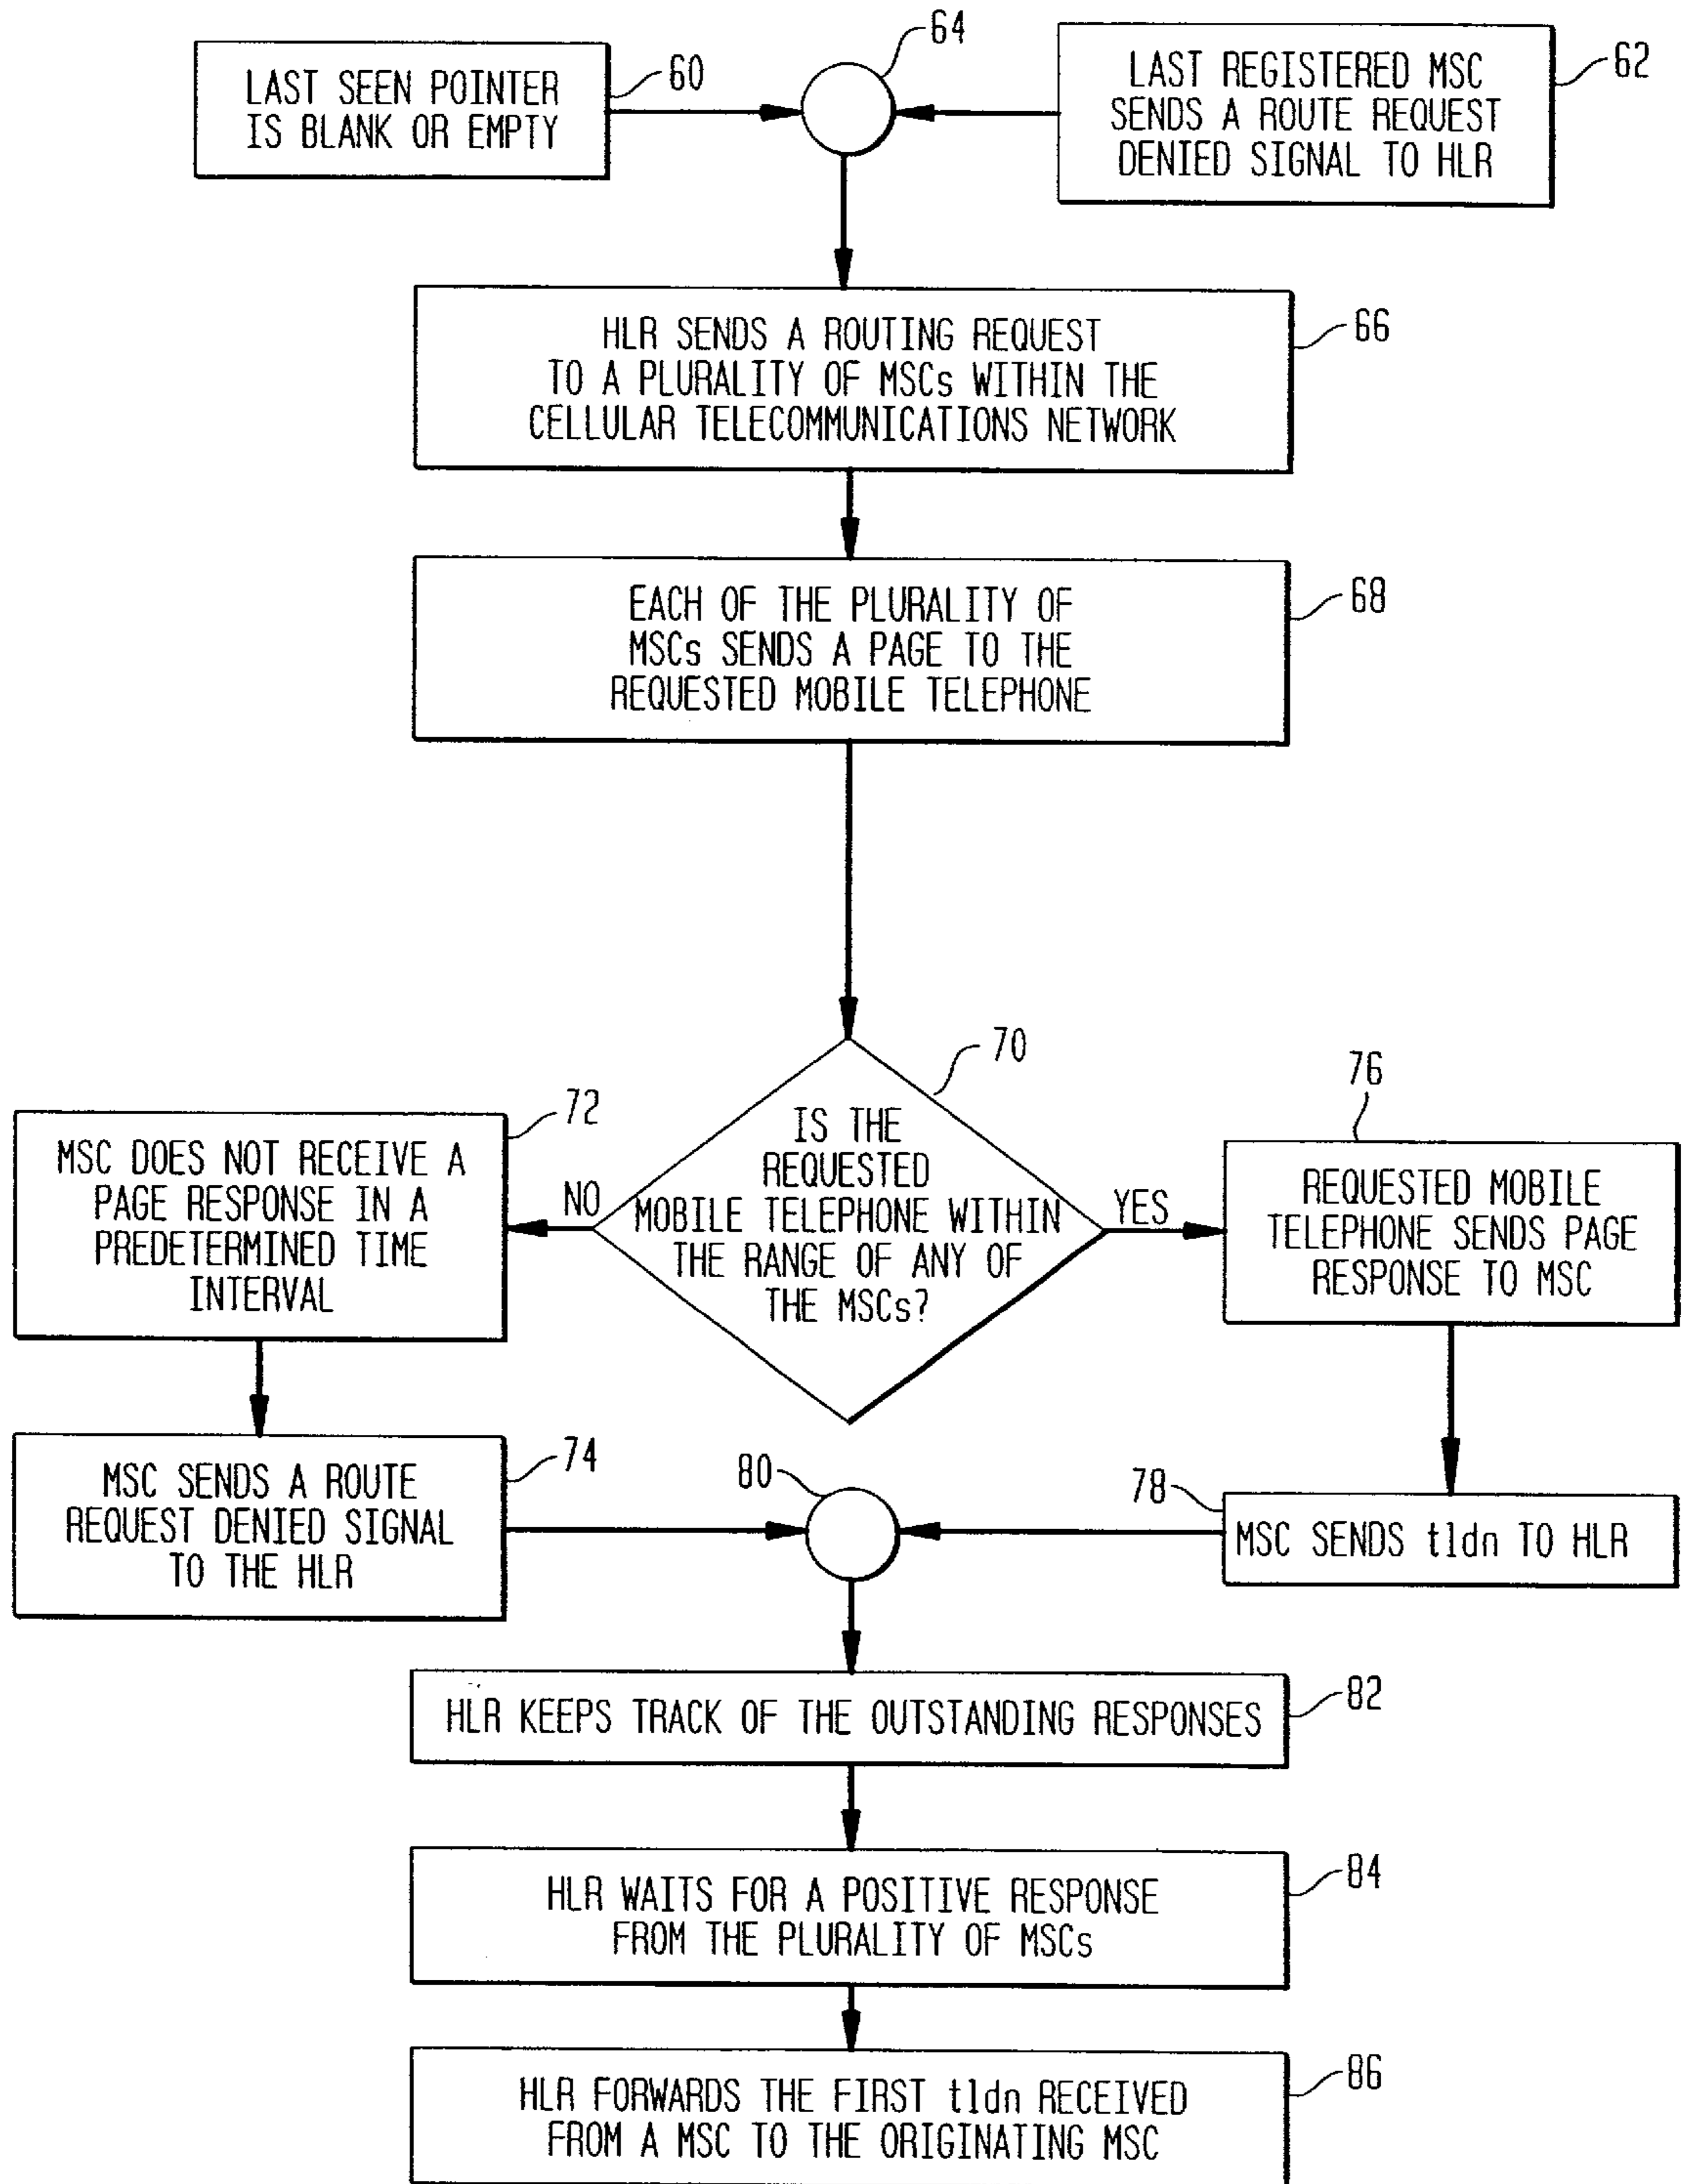 LAST SEEN POINTER
IS BLANK OR EMPTY
60
64
LAST REGISTERED MSC
SENDS A ROUTE REQUEST
DENIED SIGNAL TO HLR
62
HLR SENDS A ROUTING REQUEST
TO A PLURALITY OF MSCs WITHIN THE
CELLULAR TELECOMMUNICATIONS NETWORK
66
EACH OF THE PLURALITY OF
MSCs SENDS A PAGE TO THE
REQUESTED MOBILE TELEPHONE
68
70
IS THE
REQUESTED
MOBILE TELEPHONE WITHIN
THE RANGE OF ANY OF
THE MSCs?
NO
YES
72
MSC DOES NOT RECEIVE A
PAGE RESPONSE IN A
PREDETERMINED TIME
INTERVAL
76
REQUESTED MOBILE
TELEPHONE SENDS PAGE
RESPONSE TO MSC
74
MSC SENDS A ROUTE
REQUEST DENIED SIGNAL
TO THE HLR
80
78
MSC SENDS tldn TO HLR
HLR KEEPS TRACK OF THE OUTSTANDING RESPONSES
82
HLR WAITS FOR A POSITIVE RESPONSE
FROM THE PLURALITY OF MSCs
84
HLR FORWARDS THE FIRST tldn RECEIVED
FROM A MSC TO THE ORIGINATING MSC
86